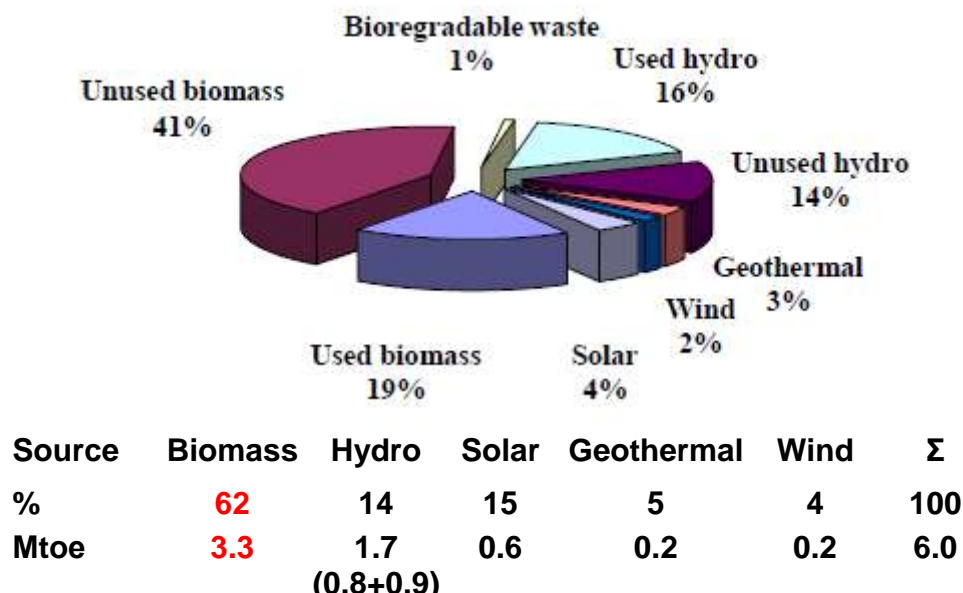 Bioregradable waste
1%
Used hydro
16%
Unused biomass
41%
Unused hydro
14%
Geothermal
3%
Wind
2%
Used biomass
19%
Solar
4%
Source Biomass Hydro Solar Geothermal Wind Σ
% 62 14 15 5 4 100
Mtoe 3.3 1.7 0.6 0.2 0.2 6.0
(0.8+0.9)